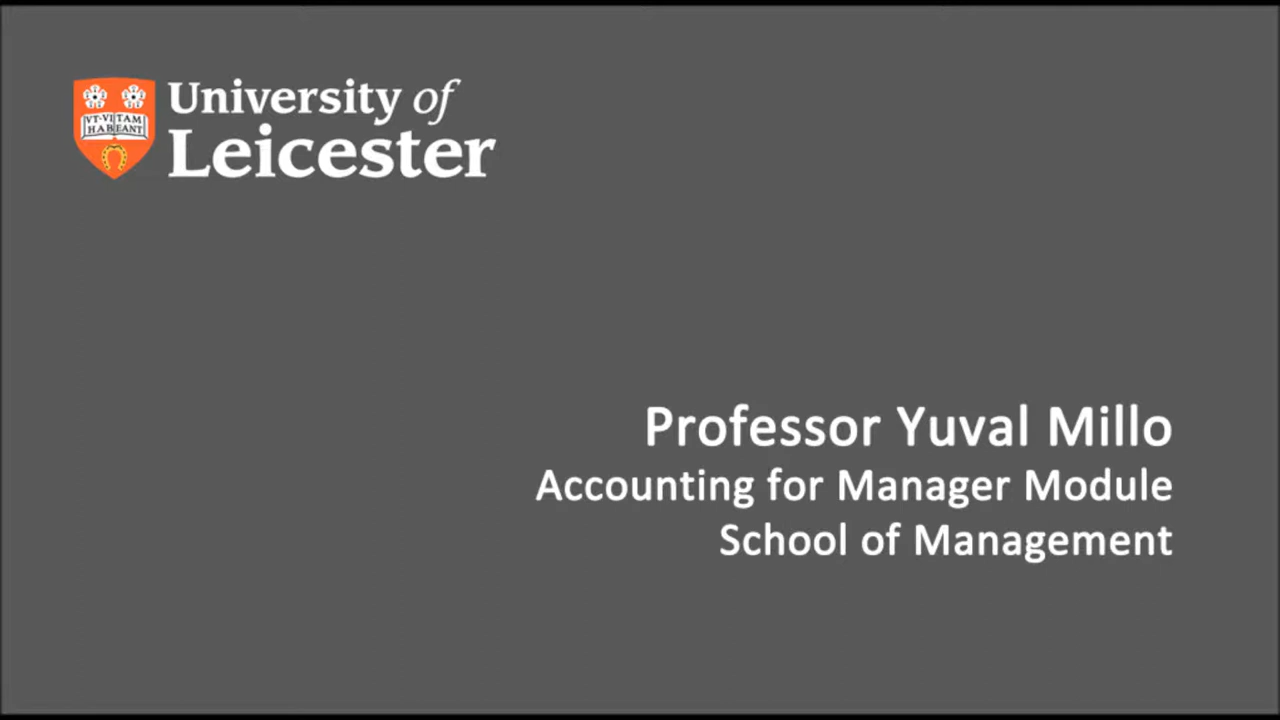 University of
Leicester
VT·VITAM
HABEANT
Professor Yuval Millo
Accounting for Manager Module
School of Management